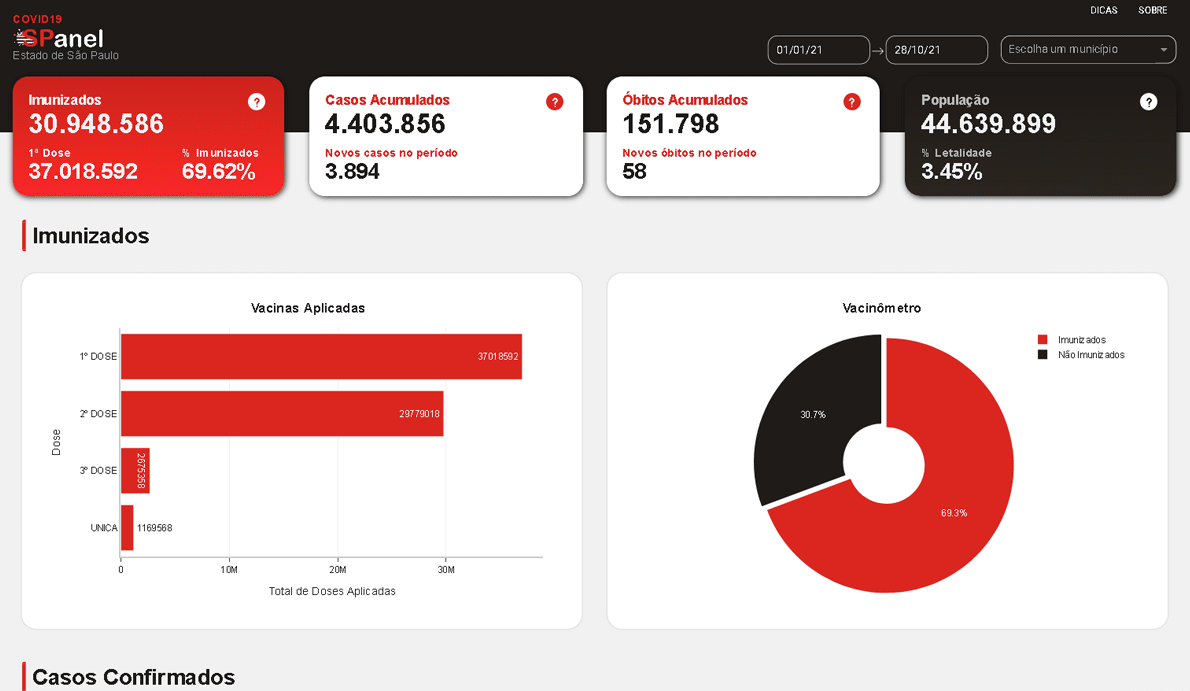 DICAS SOBRE
COVID19
SPanel
Estado de São Paulo
01/01/21 → 28/10/21 Escolha um município
Imunizados ?
30.948.586
1ª Dose % Imunizados
37.018.592 69.62%
Casos Acumulados ?
4.403.856
Novos casos no período
3.894
Óbitos Acumulados ?
151.798
Novos óbitos no período
58
População ?
44.639.899
% Letalidade
3.45%
Imunizados
Vacinas Aplicadas
Dose
1° DOSE 37018592
2° DOSE 29779018
3° DOSE 2675358
UNICA 1169568
0 10M 20M 30M
Total de Doses Aplicadas
Vacinômetro
Imunizados
Não Imunizados
30.7%
69.3%
Casos Confirmados